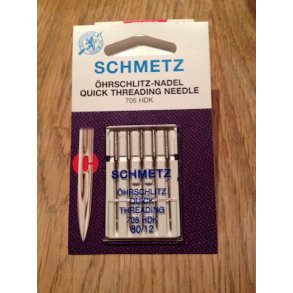 SCHMETZ
ÖHRSCHLITZ-NADEL
QUICK THREADING NEEDLE
705 HDK
H
SCHMETZ
ÖHRSCHLITZ
QUICK
THREADING
705 HDK
80/12